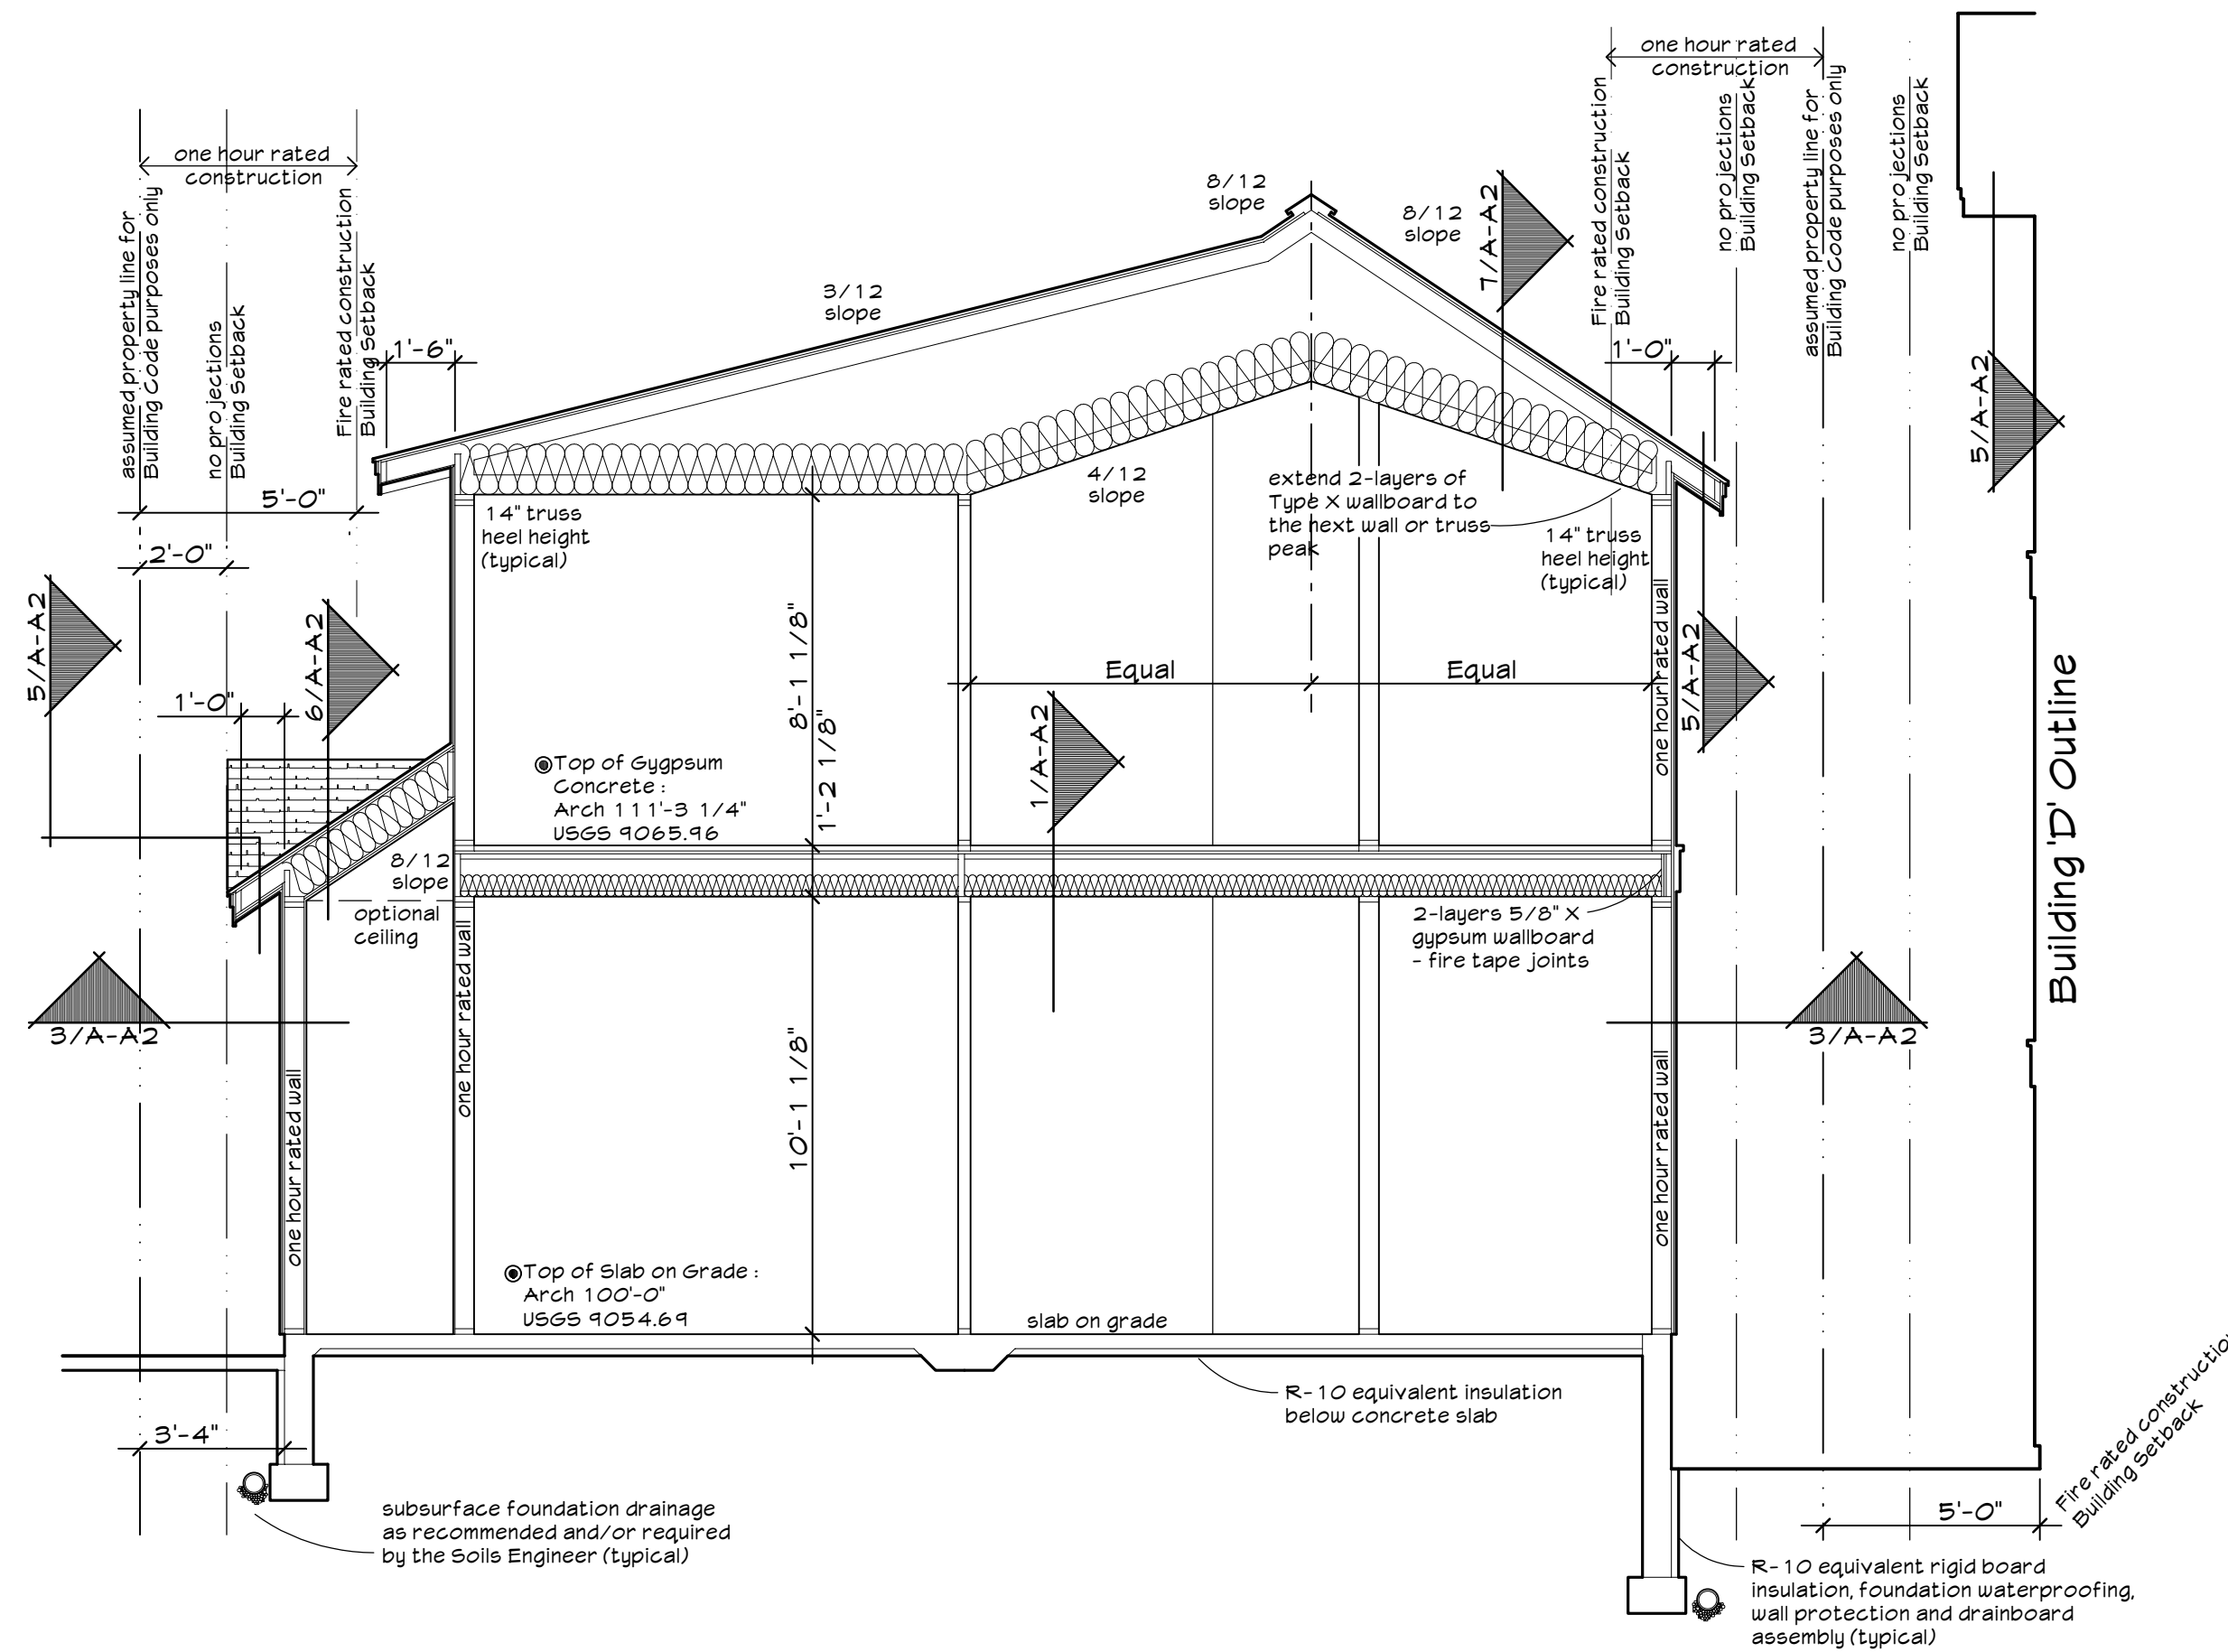 one hour rated
construction
8/12
slope
8/12
slope
7/A-A2
one hour rated
construction
assumed property line for
Building Code purposes only
no projections
Building Setback
Fire rated construction
Building Setback
3/12
slope
Fire rated construction
Building Setback
no projections
Building Setback
assumed property line for
Building Code purposes only
no projections
Building Setback
1'-6"
1'-0"
5/A-A2
5'-0"
2'-0"
14" truss
heel height
(typical)
4/12
slope
extend 2-layers of
Type X wallboard to
the next wall or truss
peak
14" truss
heel height
(typical)
5/A-A2
6/A-A2
1'-0"
8'-1 1/8"
Equal
Equal
one hour rated wall
5/A-A2
Building 'D' Outline
1/A-A2
Top of Gygpsum
Concrete :
Arch 111'-3 1/4"
USGS 9065.96
1'-2 1/8"
8/12
slope
optional
ceiling
2-layers 5/8" X
gypsum wallboard
- fire tape joints
3/A-A2
3/A-A2
one hour rated wall
one hour rated wall
10'-1 1/8"
one hour rated wall
Top of Slab on Grade :
Arch 100'-0"
USGS 9054.69
slab on grade
R-10 equivalent insulation
below concrete slab
3'-4"
subsurface foundation drainage
as recommended and/or required
by the Soils Engineer (typical)
5'-0"
Fire rated construction
Building Setback
R-10 equivalent rigid board
insulation, foundation waterproofing,
wall protection and drainboard
assembly (typical)